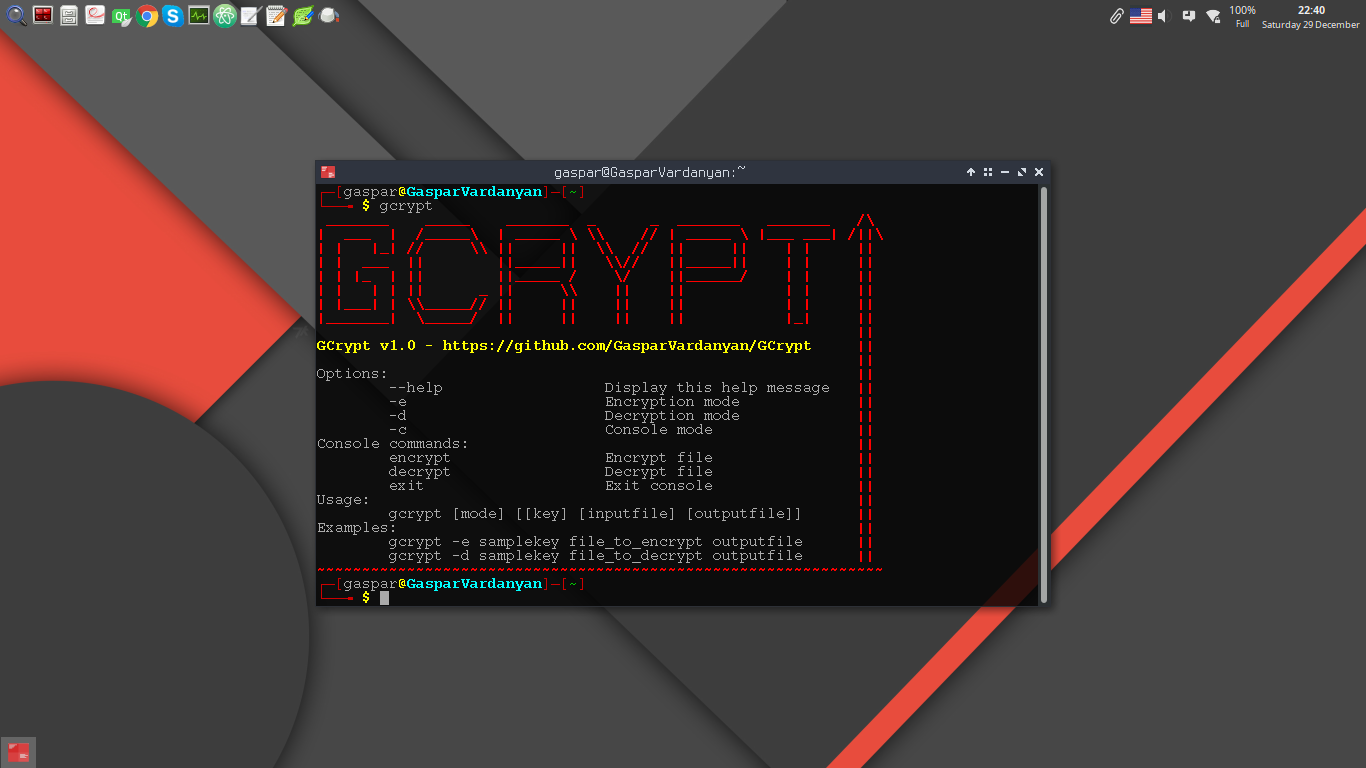 100%
Full
22:40
Saturday 29 December
gaspar@GasparVardanyan:~
┌─[gaspar@GasparVardanyan]─[~]
└──╼ $ gcrypt
GCRYPT
GCrypt v1.0 - https://github.com/GasparVardanyan/GCrypt
Options:
--help Display this help message
-e Encryption mode
-d Decryption mode
-c Console mode
Console commands:
encrypt Encrypt file
decrypt Decrypt file
exit Exit console
Usage:
gcrypt [mode] [[key] [inputfile] [outputfile]]
Examples:
gcrypt -e samplekey file_to_encrypt outputfile
gcrypt -d samplekey file_to_decrypt outputfile
~~~~~~~~~~~~~~~~~~~~~~~~~~~~~~~~~~~~~~~~~~~~~~~~~~~~~~~~~~~~~~~
┌─[gaspar@GasparVardanyan]─[~]
└──╼ $